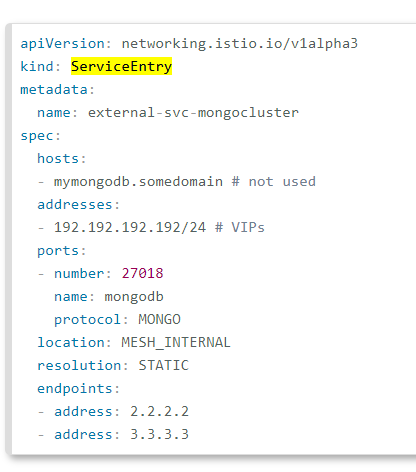 apiVersion: networking.istio.io/v1alpha3
kind: ServiceEntry
metadata:
  name: external-svc-mongocluster
spec:
  hosts:
  - mymongodb.somedomain # not used
  addresses:
  - 192.192.192.192/24 # VIPs
  ports:
  - number: 27018
    name: mongodb
    protocol: MONGO
  location: MESH_INTERNAL
  resolution: STATIC
  endpoints:
  - address: 2.2.2.2
  - address: 3.3.3.3